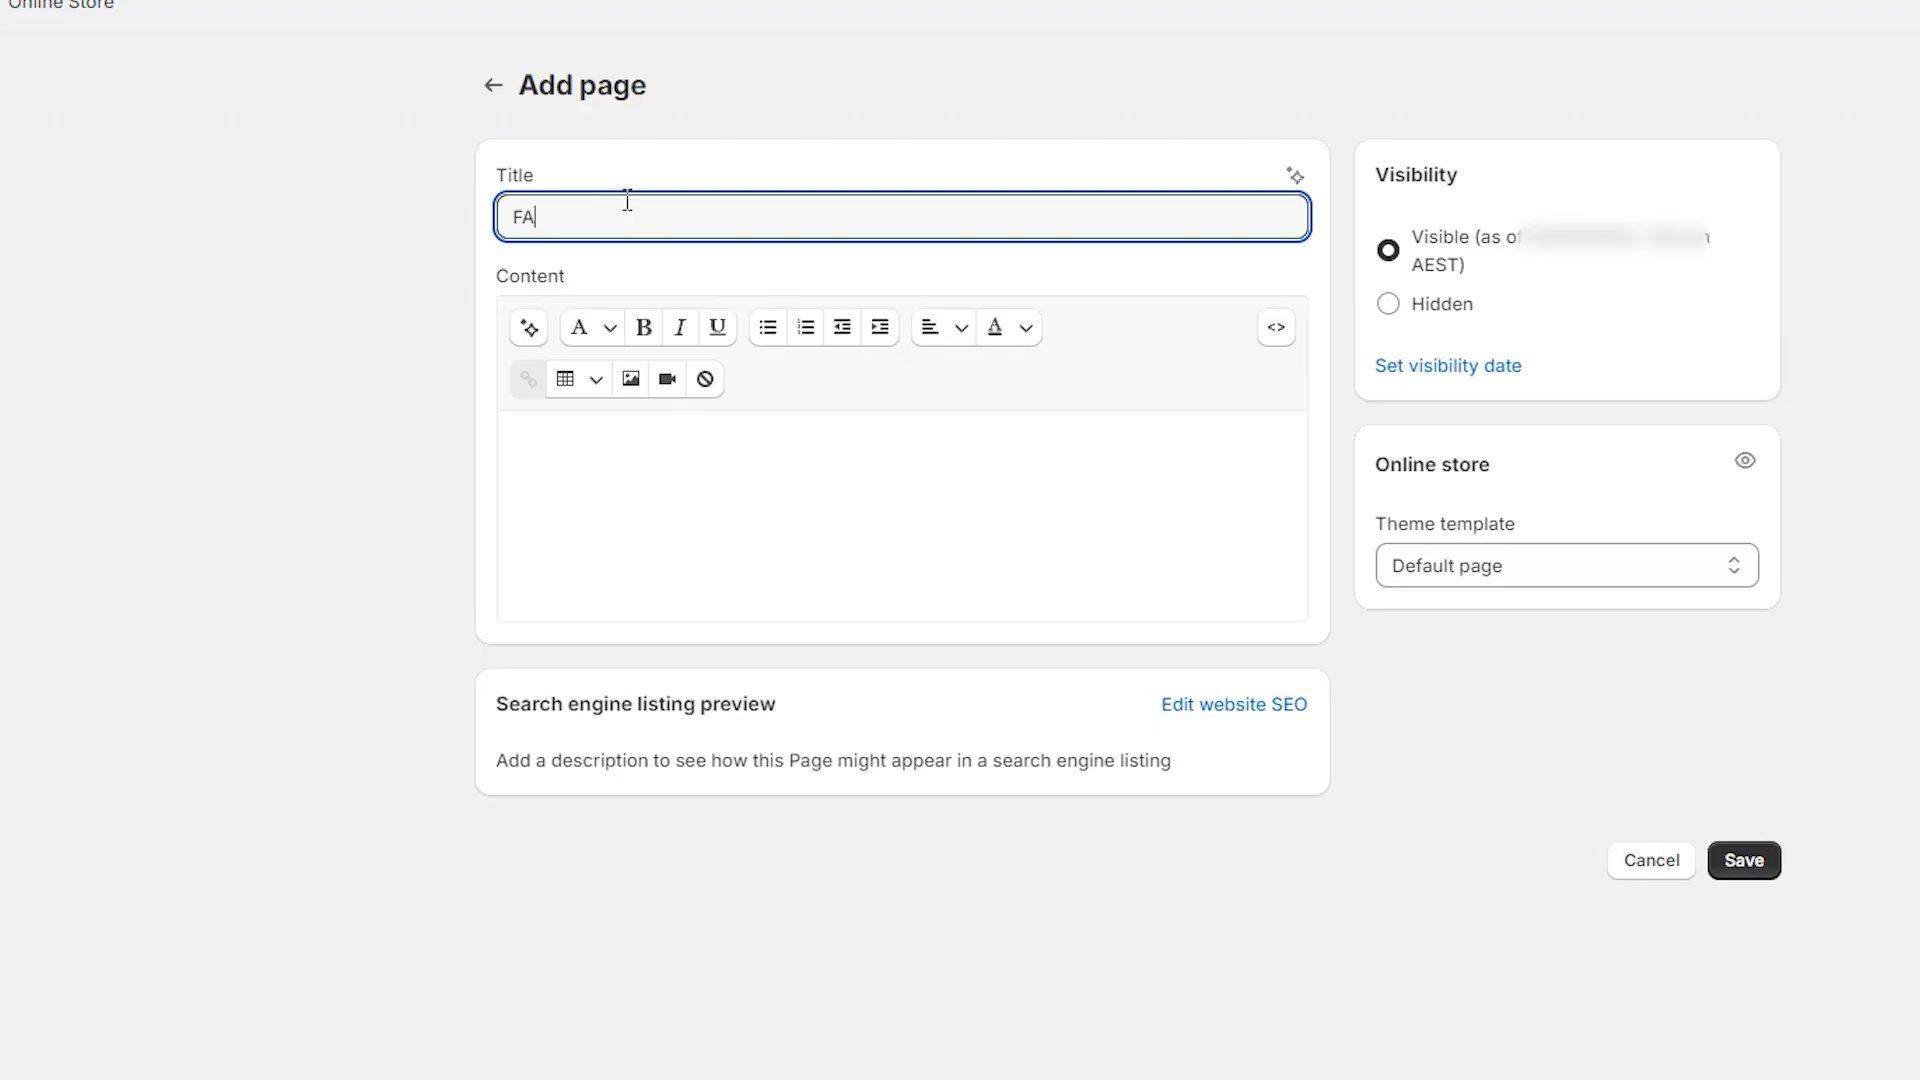 Online Store
Add page
Title
FA
Content
A
B I U
A
<>
Search engine listing preview
Edit website SEO
Add a description to see how this Page might appear in a search engine listing
Visibility
Visible (as of
AEST)
Hidden
Set visibility date
Online store
Theme template
Default page
Cancel
Save